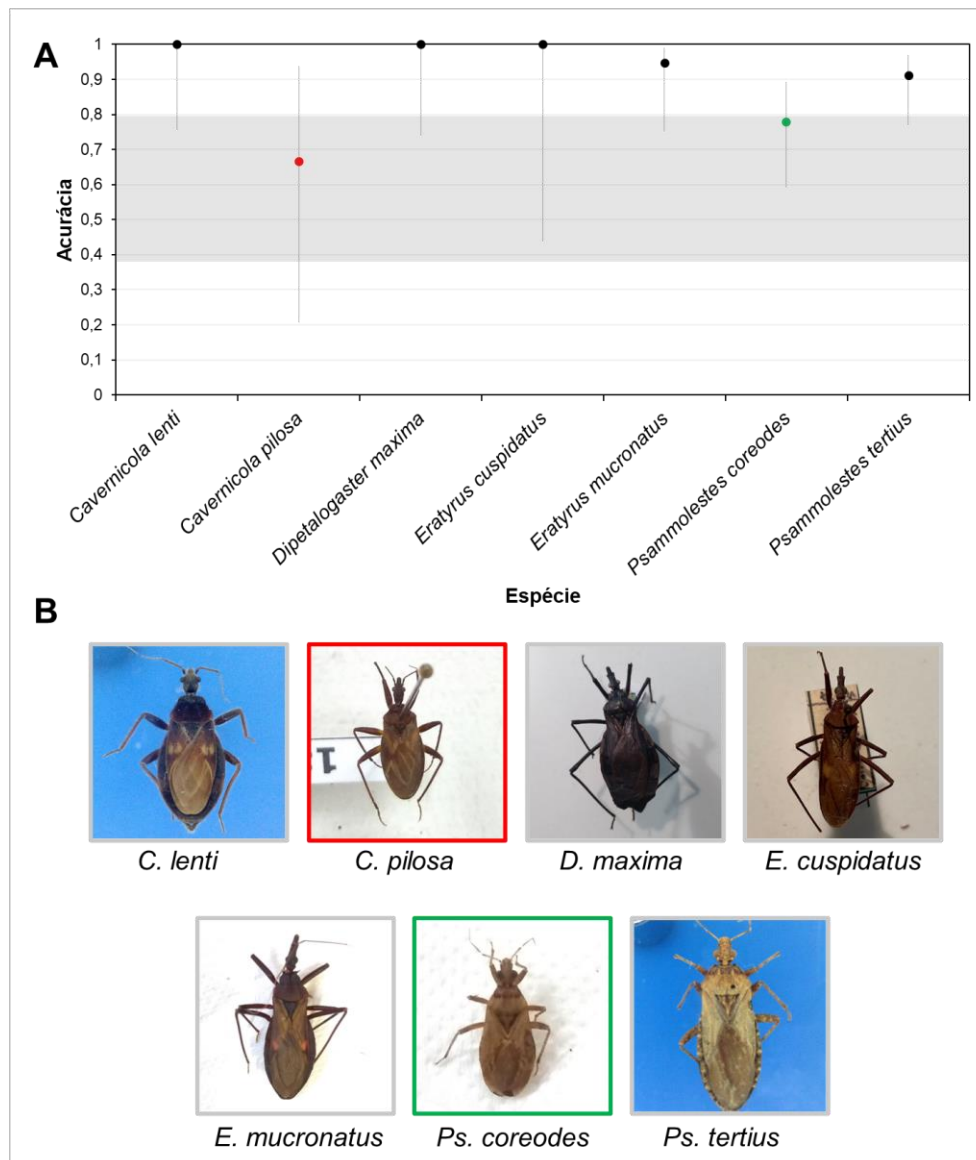 A
Acurácia
1
0,9
0,8
0,7
0,6
0,5
0,4
0,3
0,2
0,1
0
Cavernicola lenti
Cavernicola pilosa
Dipetalogaster maxima
Eratyrus cuspidatus
Eratyrus mucronatus
Psammolestes coreodes
Psammolestes tertius
Espécie
B
1
C. lenti
C. pilosa
D. maxima
E. cuspidatus
E. mucronatus
Ps. coreodes
Ps. tertius